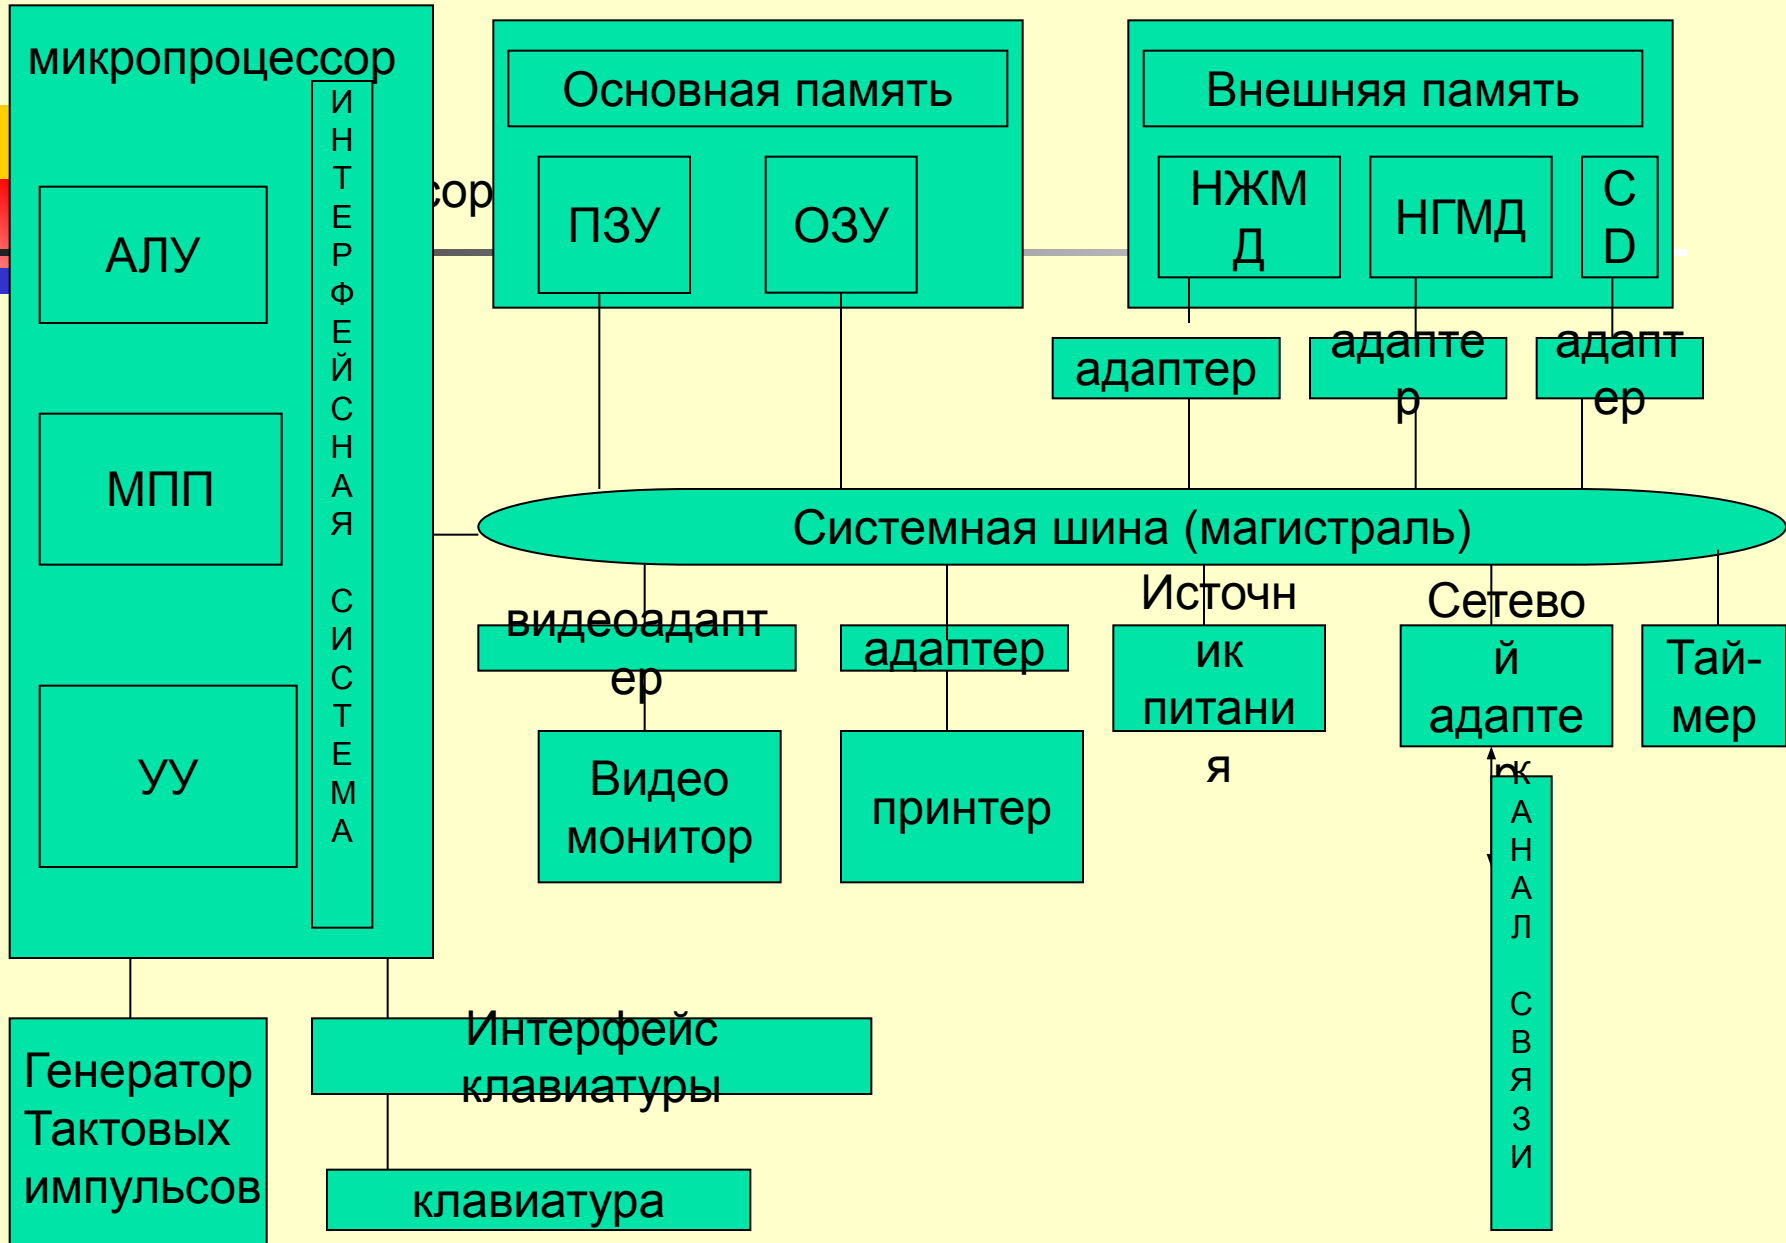 микропроцессор
ИНТЕРФЕЙСНАЯ СИСТЕМА
АЛУ
МПП
УУ
сор
Основная память
ПЗУ
ОЗУ
Внешняя память
НЖМ
Д
НГМД
C
D
адаптер
адапте
р
адапт
ер
Системная шина (магистраль)
видеоадапт
ер
адаптер
Источн
ик
питани
я
Сетево
й
адапте
р
Тай-
мер
Видео
монитор
принтер
КАНАЛ СВЯЗИ
Генератор
Тактовых
импульсов
Интерфейс
клавиатуры
клавиатура